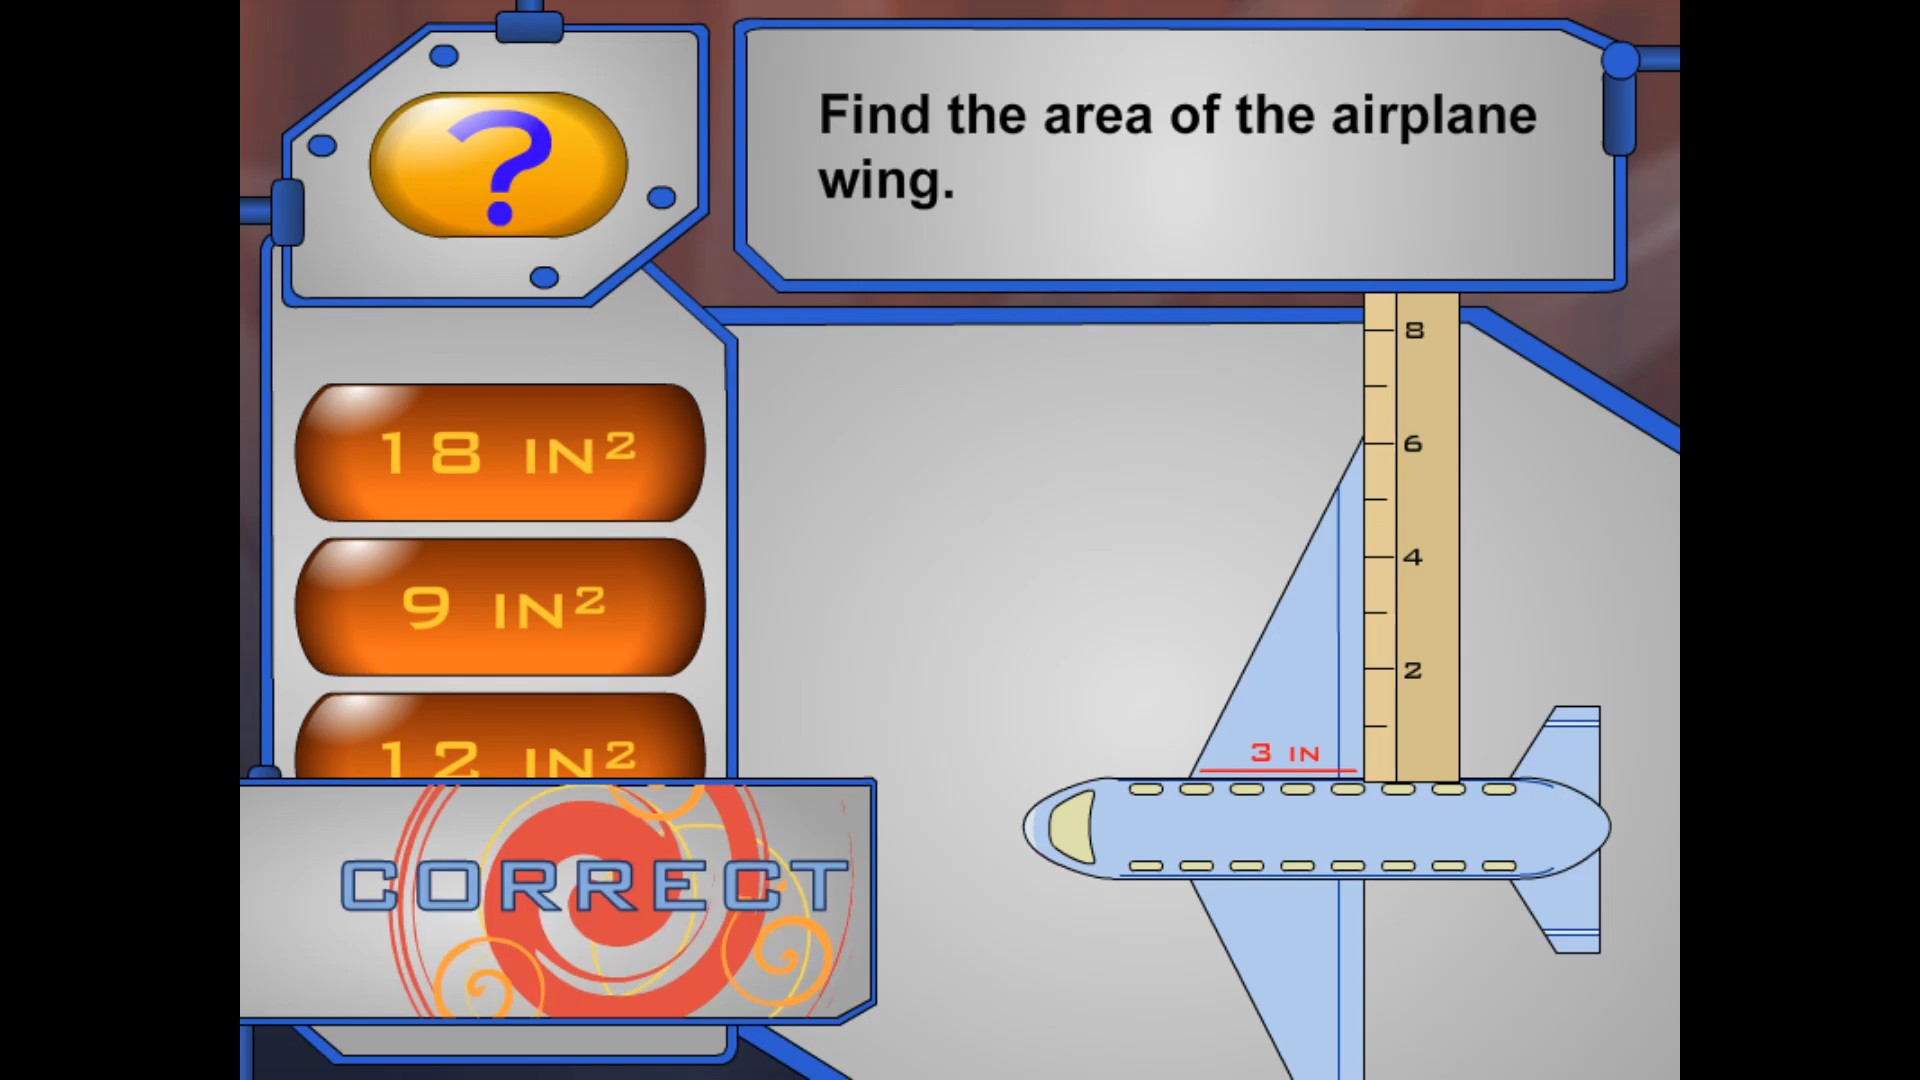 ?
Find the area of the airplane
wing.
18 IN²
9 IN²
12 IN²
CORRECT
8
6
4
2
3 IN